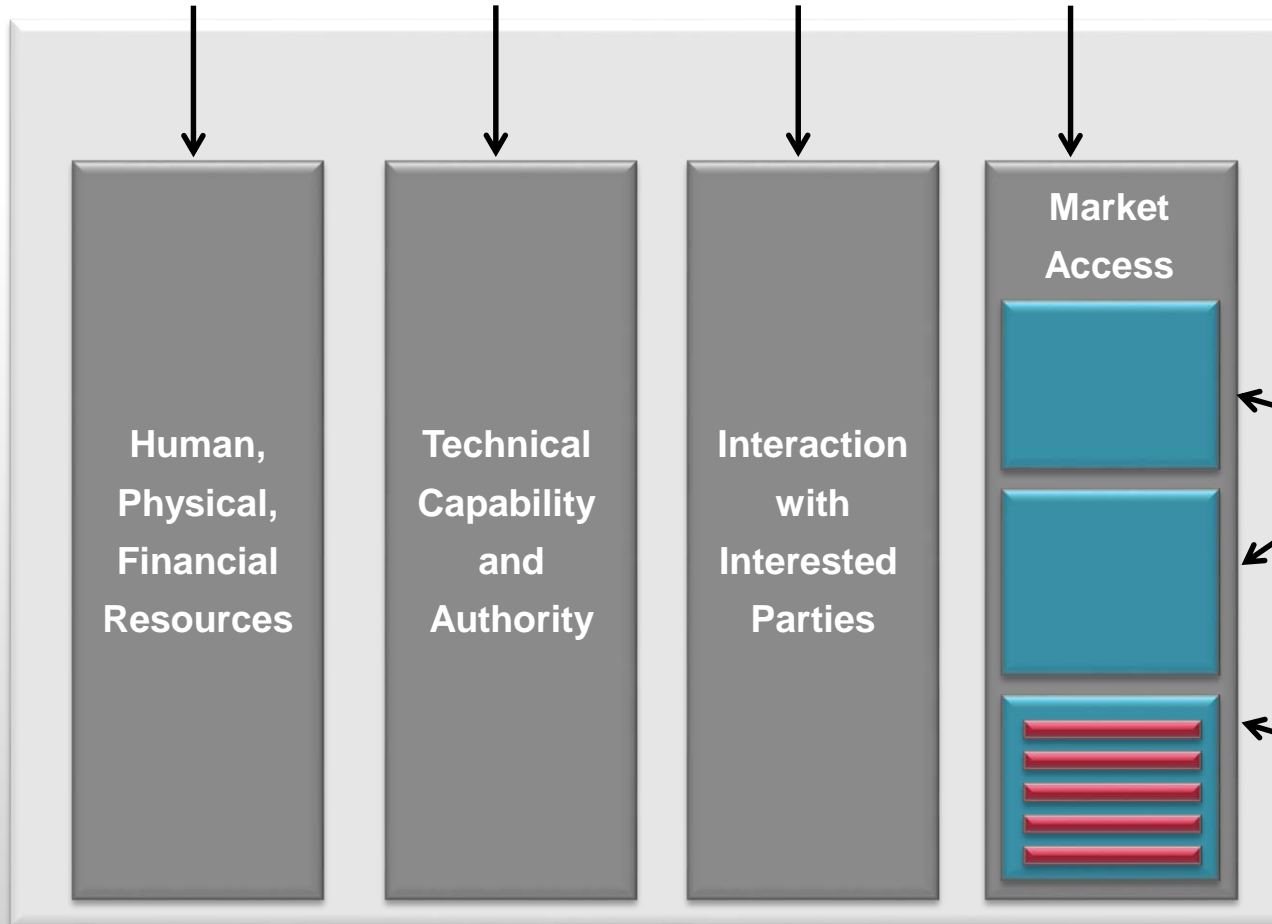 Human,
Physical,
Financial
Resources
Technical
Capability
and
Authority
Interaction
with
Interested
Parties
Market
Access